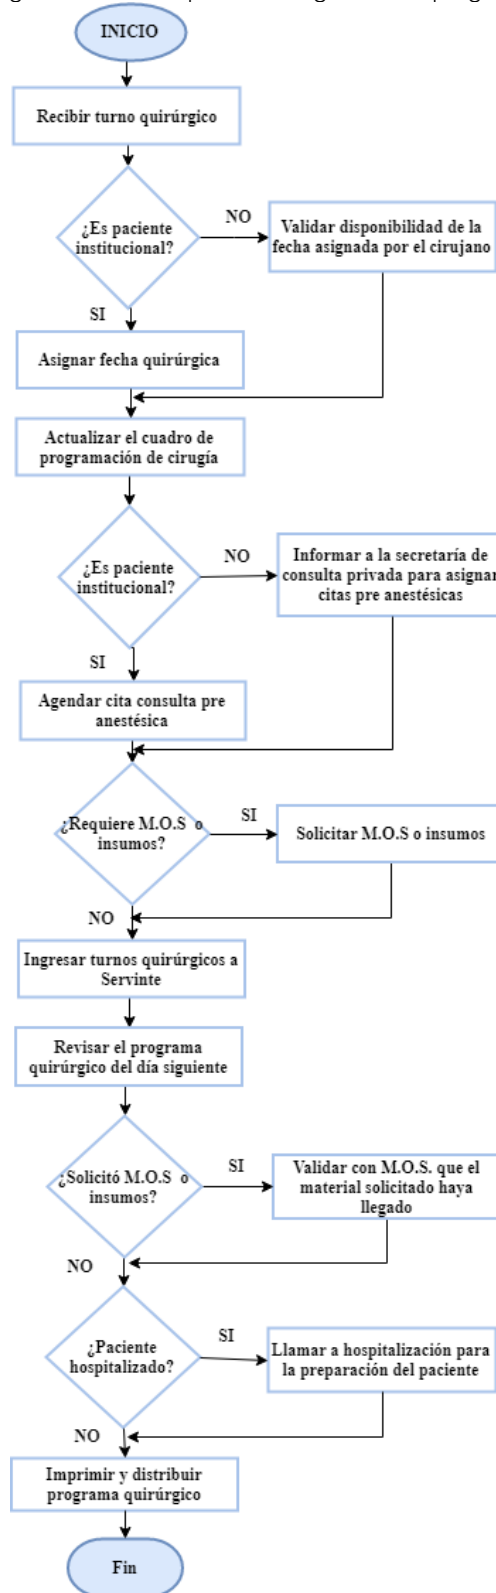 INICIO
Recibir turno quirúrgico
¿Es paciente
institucional?
NO
Validar disponibilidad de la
fecha asignada por el cirujano
SI
Asignar fecha quirúrgica
Actualizar el cuadro de
programación de cirugía
¿Es paciente
institucional?
NO
Informar a la secretaría de
consulta privada para asignar
citas pre anestésicas
SI
Agendar cita consulta pre
anestésica
¿Requiere M.O.S o
insumos?
SI
Solicitar M.O.S o insumos
NO
Ingresar turnos quirúrgicos a
Servinte
Revisar el programa
quirúrgico del día siguiente
¿Solicitó M.O.S o
insumos?
SI
Validar con M.O.S. que el
material solicitado haya
llegado
NO
¿Paciente
hospitalizado?
SI
Llamar a hospitalización para
la preparación del paciente
NO
Imprimir y distribuir
programa quirúrgico
Fin